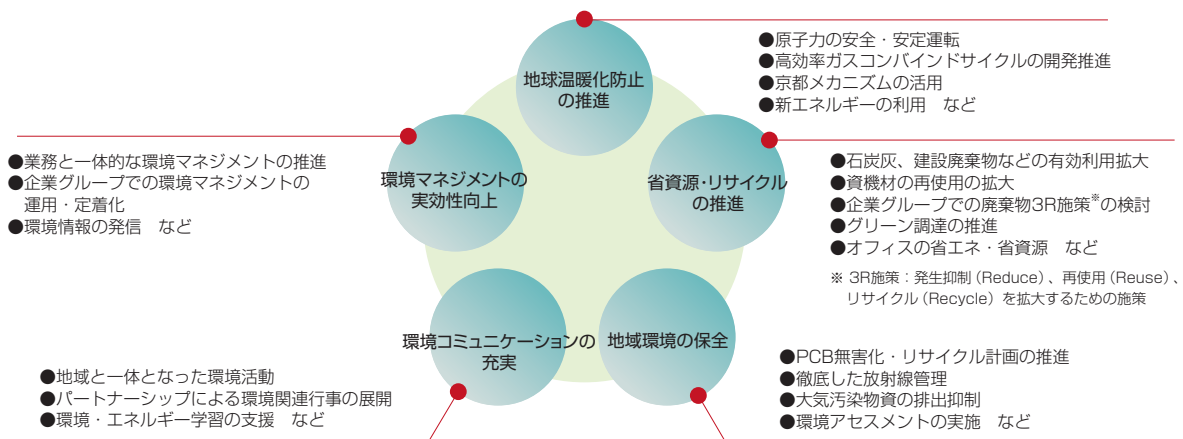 地球温暖化防止
の推進
●原子力の安全・安定運転
●高効率ガスコンバインドサイクルの開発推進
●京都メカニズムの活用
●新エネルギーの利用　など
省資源・リサイクル
の推進
●石炭灰、建設廃棄物などの有効利用拡大
●資機材の再使用の拡大
●企業グループでの廃棄物3R施策※の検討
●グリーン調達の推進
●オフィスの省エネ・省資源　など
※ 3R施策：発生抑制（Reduce）、再使用（Reuse）、
リサイクル（Recycle）を拡大するための施策
地域環境の保全
●PCB無害化・リサイクル計画の推進
●徹底した放射線管理
●大気汚染物資の排出抑制
●環境アセスメントの実施　など
環境コミュニケーションの
充実
●地域と一体となった環境活動
●パートナーシップによる環境関連行事の展開
●環境・エネルギー学習の支援　など
環境マネジメントの
実効性向上
●業務と一体的な環境マネジメントの推進
●企業グループでの環境マネジメントの
運用・定着化
●環境情報の発信　など